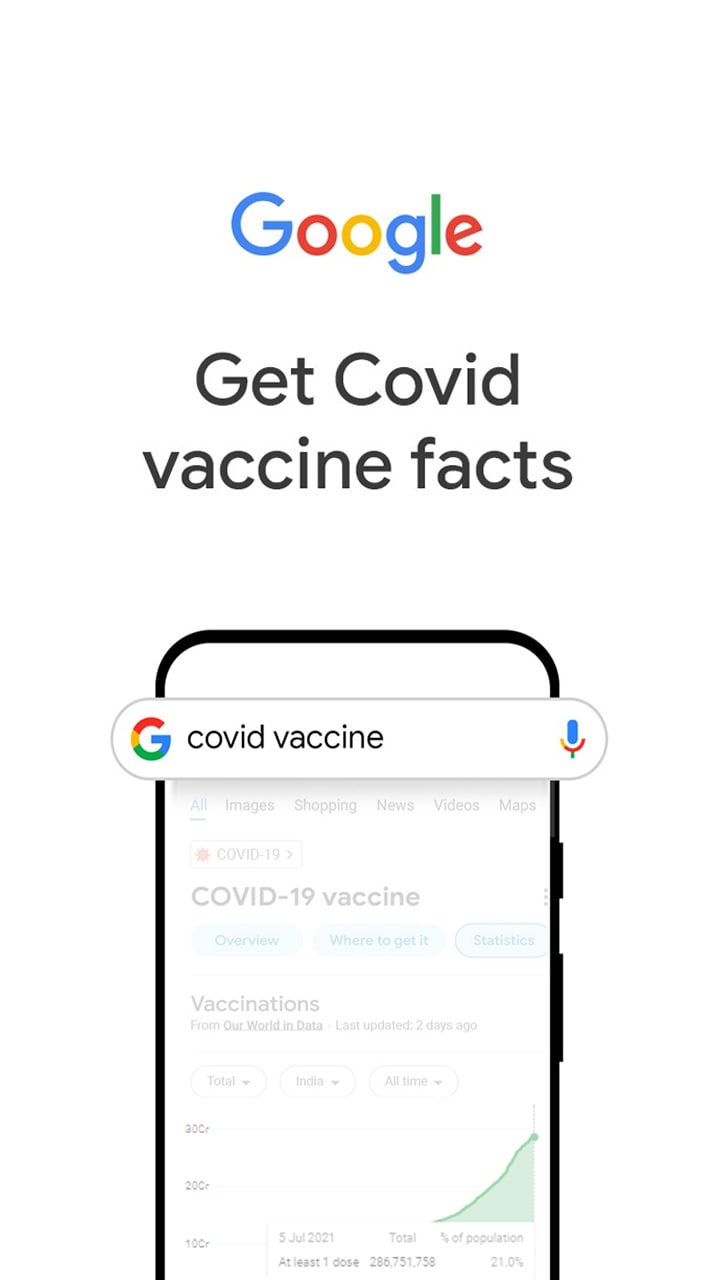 Google
Get Covid
vaccine facts
covid vaccine
All Images Shopping News Videos Maps
COVID-19 >
COVID-19 vaccine
Overview Where to get it Statistics
Vaccinations
From Our World in Data · Last updated: 2 days ago
Total India All time
30Cr
20Cr
10Cr
5 Jul 2021 Total % of population
At least 1 dose 286,751,758 21.0%